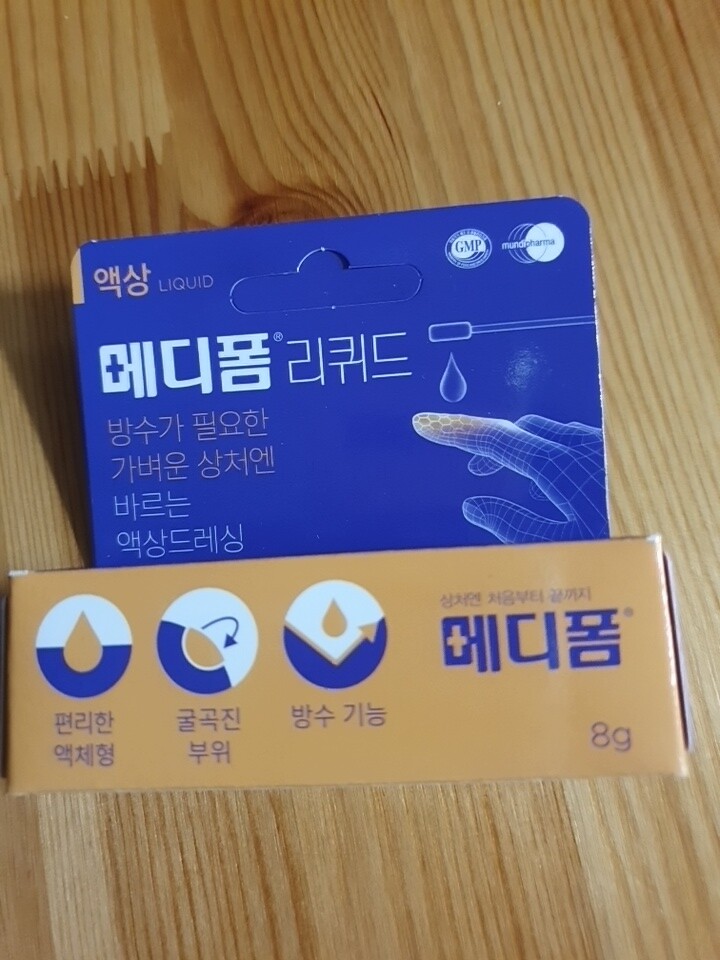 액상 LIQUID
GMP
mundipharma
메디폼® 리퀴드
방수가 필요한
가벼운 상처엔
바르는
액상드레싱
상처엔 처음부터 끝까지
메디폼®
편리한
액체형
굴곡진
부위
방수 기능
8g